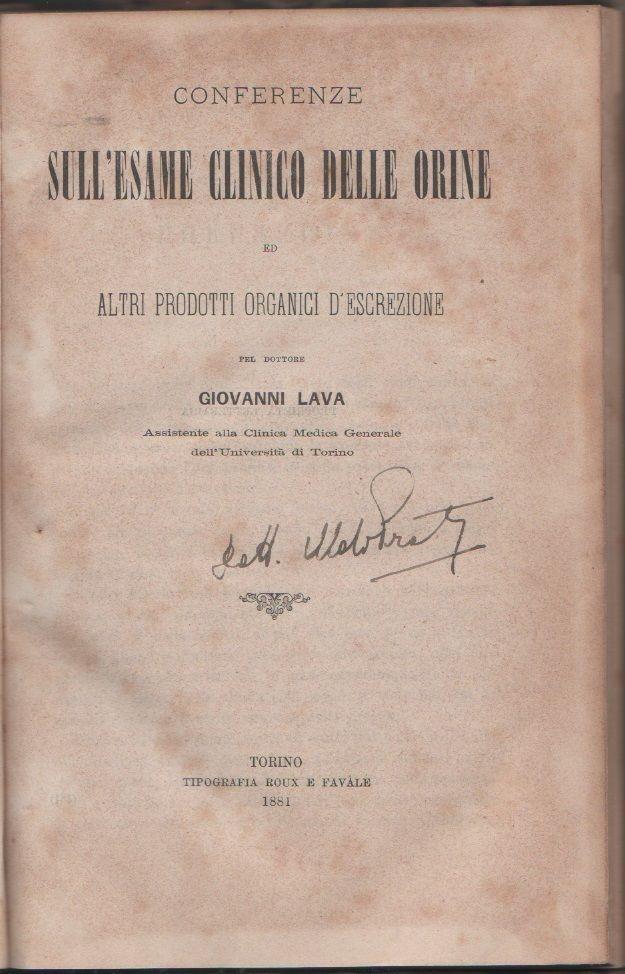 CONFERENZE
SULL'ESAME CLINICO DELLE ORINE
ED
ALTRI PRODOTTI ORGANICI D'ESCREZIONE
PEL DOTTORE
GIOVANNI LAVA
Assistente alla Clinica Medica Generale
dell'Università di Torino
Dott.
TORINO
TIPOGRAFIA ROUX E FAVALE
1881